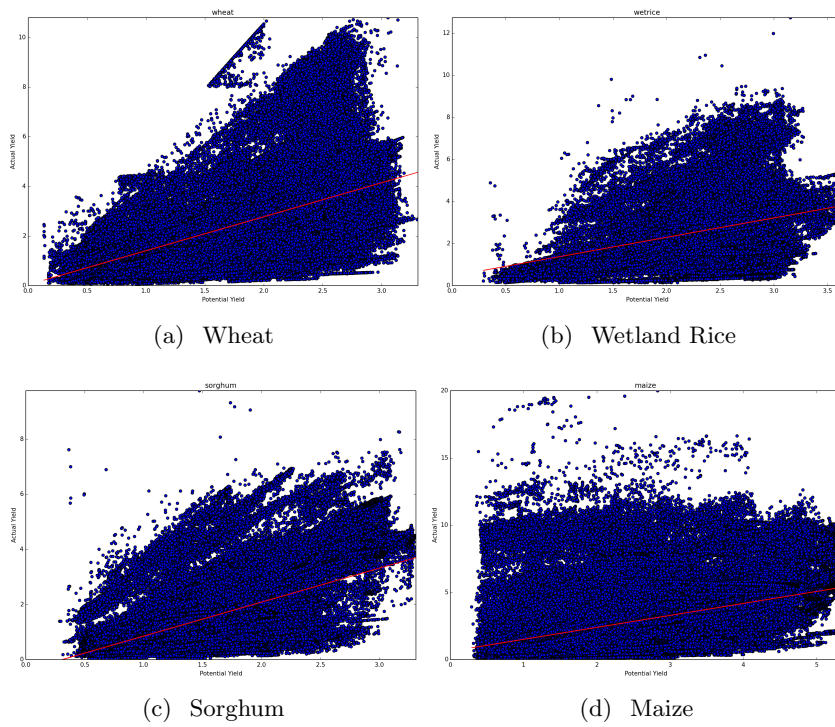 wheat
wetrice
10
8
6
4
2
0
Actual Yield
0.0 0.5 1.0 1.5 2.0 2.5 3.0
Potential Yield
12
10
8
6
4
2
0
Actual Yield
0.0 0.5 1.0 1.5 2.0 2.5 3.0 3.5
Potential Yield
(a) Wheat
(b) Wetland Rice
sorghum
maize
8
6
4
2
0
Actual Yield
0.0 0.5 1.0 1.5 2.0 2.5 3.0
Potential Yield
20
15
10
5
0
Actual Yield
0 1 2 3 4 5
Potential Yield
(c) Sorghum
(d) Maize